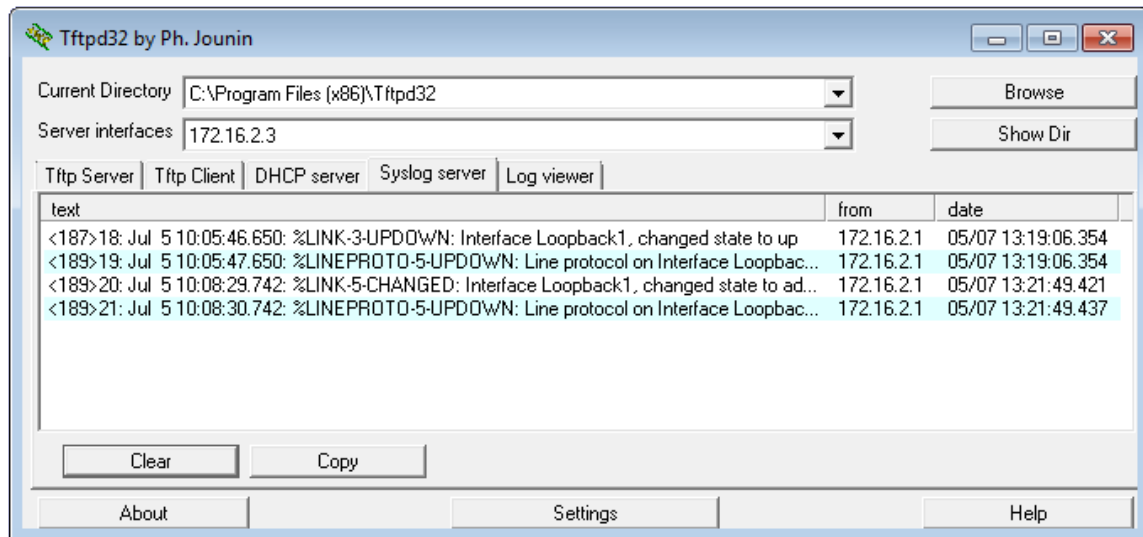 Tftpd32 by Ph. Jounin
Current Directory C:\Program Files (x86)\Tftpd32 Browse
Server interfaces 172.16.2.3 Show Dir
Tftp Server Tftp Client DHCP server Syslog server Log viewer
text from date
<187>18: Jul 5 10:05:46.650: %LINK-3-UPDOWN: Interface Loopback1, changed state to up 172.16.2.1 05/07 13:19:06.354
<189>19: Jul 5 10:05:47.650: %LINEPROTO-5-UPDOWN: Line protocol on Interface Loopbac... 172.16.2.1 05/07 13:19:06.354
<189>20: Jul 5 10:08:29.742: %LINK-5-CHANGED: Interface Loopback1, changed state to ad... 172.16.2.1 05/07 13:21:49.421
<189>21: Jul 5 10:08:30.742: %LINEPROTO-5-UPDOWN: Line protocol on Interface Loopbac... 172.16.2.1 05/07 13:21:49.437
Clear Copy
About Settings Help